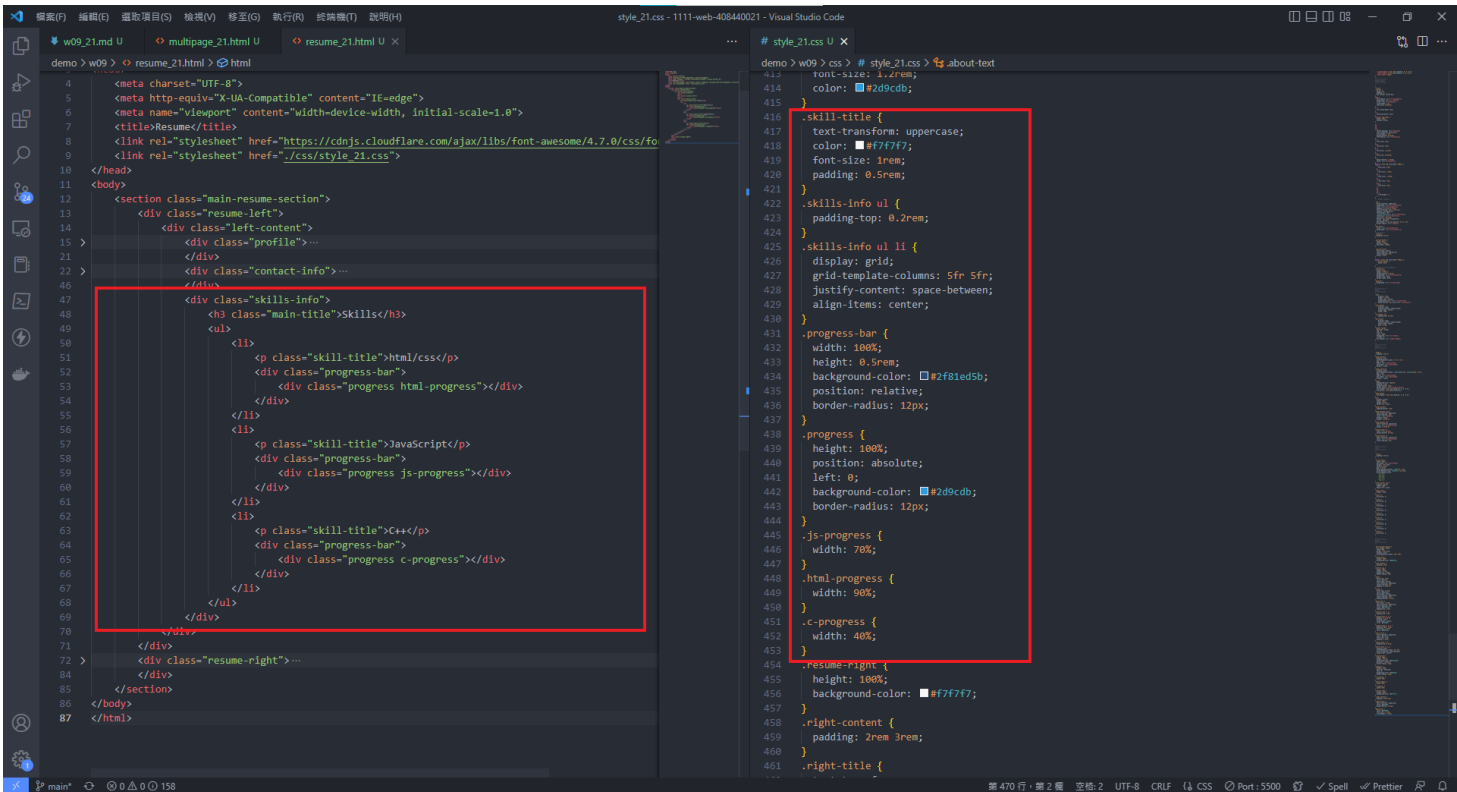 檔案(F) 編輯(E) 選取項目(S) 檢視(V) 移至(G) 執行(R) 終端機(T) 說明(H)
style_21.css - 1111-web-408440021 - Visual Studio Code
w09_21.md U
multipage_21.html U
resume_21.html U
demo > w09 > resume_21.html > html
4 <meta charset="UTF-8">
5 <meta http-equiv="X-UA-Compatible" content="IE=edge">
6 <meta name="viewport" content="width=device-width, initial-scale=1.0">
7 <title>Resume</title>
8 <link rel="stylesheet" href="https://cdnjs.cloudflare.com/ajax/libs/font-awesome/4.7.0/css/fo
9 <link rel="stylesheet" href="./css/style_21.css">
10 </head>
11 <body>
12 <section class="main-resume-section">
13 <div class="resume-left">
14 <div class="left-content">
15 <div class="profile">…
21 </div>
22 <div class="contact-info">…
46 </div>
47 <div class="skills-info">
48 <h3 class="main-title">Skills</h3>
49 <ul>
50 <li>
51 <p class="skill-title">html/css</p>
52 <div class="progress-bar">
53 <div class="progress html-progress"></div>
54 </div>
55 </li>
56 <li>
57 <p class="skill-title">JavaScript</p>
58 <div class="progress-bar">
59 <div class="progress js-progress"></div>
60 </div>
61 </li>
62 <li>
63 <p class="skill-title">C++</p>
64 <div class="progress-bar">
65 <div class="progress c-progress"></div>
66 </div>
67 </li>
68 </ul>
69 </div>
70 </div>
71 </div>
72 <div class="resume-right">…
84 </div>
85 </section>
86 </body>
87 </html>
# style_21.css U
demo > w09 > css > # style_21.css > .about-text
413 font-size: 1.2rem;
414 color: #2d9cdb;
415 }
416 .skill-title {
417 text-transform: uppercase;
418 color: #f7f7f7;
419 font-size: 1rem;
420 padding: 0.5rem;
421 }
422 .skills-info ul {
423 padding-top: 0.2rem;
424 }
425 .skills-info ul li {
426 display: grid;
427 grid-template-columns: 5fr 5fr;
428 justify-content: space-between;
429 align-items: center;
430 }
431 .progress-bar {
432 width: 100%;
433 height: 0.5rem;
434 background-color: #2f81ed5b;
435 position: relative;
436 border-radius: 12px;
437 }
438 .progress {
439 height: 100%;
440 position: absolute;
441 left: 0;
442 background-color: #2d9cdb;
443 border-radius: 12px;
444 }
445 .js-progress {
446 width: 70%;
447 }
448 .html-progress {
449 width: 90%;
450 }
451 .c-progress {
452 width: 40%;
453 }
454 .resume-right {
455 height: 100%;
456 background-color: #f7f7f7;
457 }
458 .right-content {
459 padding: 2rem 3rem;
460 }
461 .right-title {
24
1
main* 0 0 0 158
第 470 行，第 2 欄 空格: 2 UTF-8 CRLF CSS Port : 5500 Spell Prettier